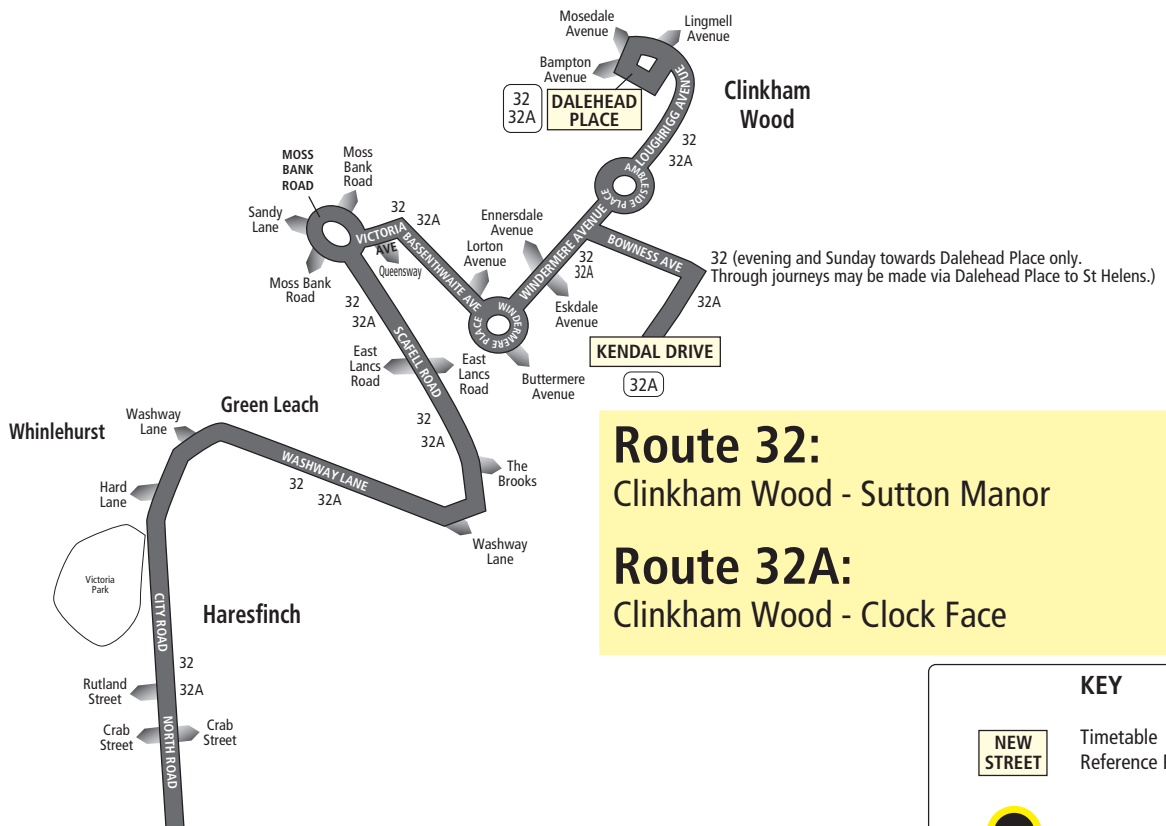 Mosedale
Avenue
Lingmell
Avenue
Bampton
Avenue
32
32A
DALEHEAD
PLACE
Clinkham
Wood
LOUGHRIGG AVENUE
32
32A
AMBLESIDE PLACE
MOSS
BANK
ROAD
Moss
Bank
Road
Sandy
Lane
32
32A
VICTORIA
AVE
Queensway
Moss Bank
Road
BASSENTHWAITE AVE
Lorton
Avenue
Ennersdale
Avenue
WINDERMERE AVENUE
32
32A
BOWNESS AVE
32 (evening and Sunday towards Dalehead Place only.
Through journeys may be made via Dalehead Place to St Helens.)
32A
Eskdale
Avenue
WINDERMERE PLACE
KENDAL DRIVE
32A
Buttermere
Avenue
32
32A
SCAFELL ROAD
East
Lancs
Road
East
Lancs
Road
32
32A
The
Brooks
Green Leach
Whinlehurst
Washway
Lane
WASHWAY LANE
32
32A
Washway
Lane
Hard
Lane
Victoria
Park
CITY ROAD
Haresfinch
32
32A
Rutland
Street
Crab
Street
Crab
Street
NORTH ROAD
Route 32:
Clinkham Wood - Sutton Manor
Route 32A:
Clinkham Wood - Clock Face
KEY
NEW
STREET
Timetable
Reference